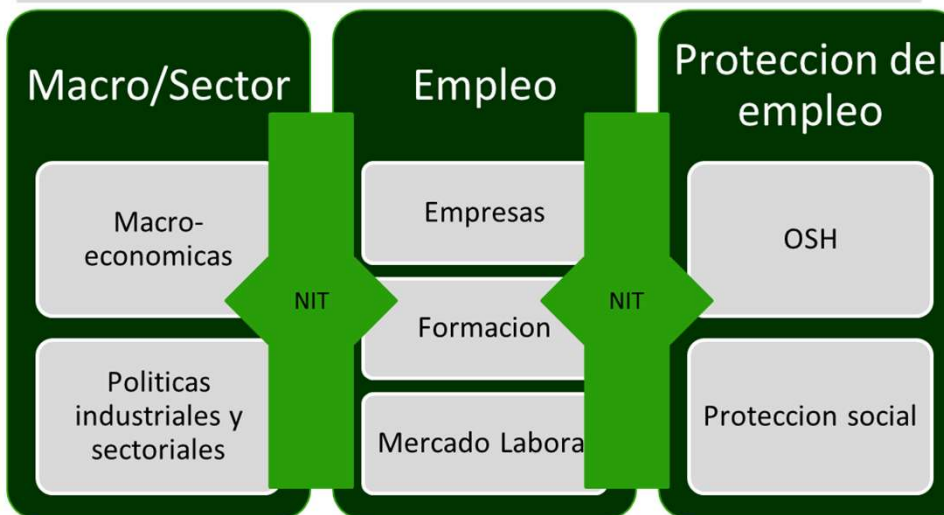 Macro/Sector
Macro-
economicas
Politicas
industriales y
sectoriales
NIT
Empleo
Empresas
Formacion
Mercado Labora
NIT
Proteccion del
empleo
OSH
Proteccion social